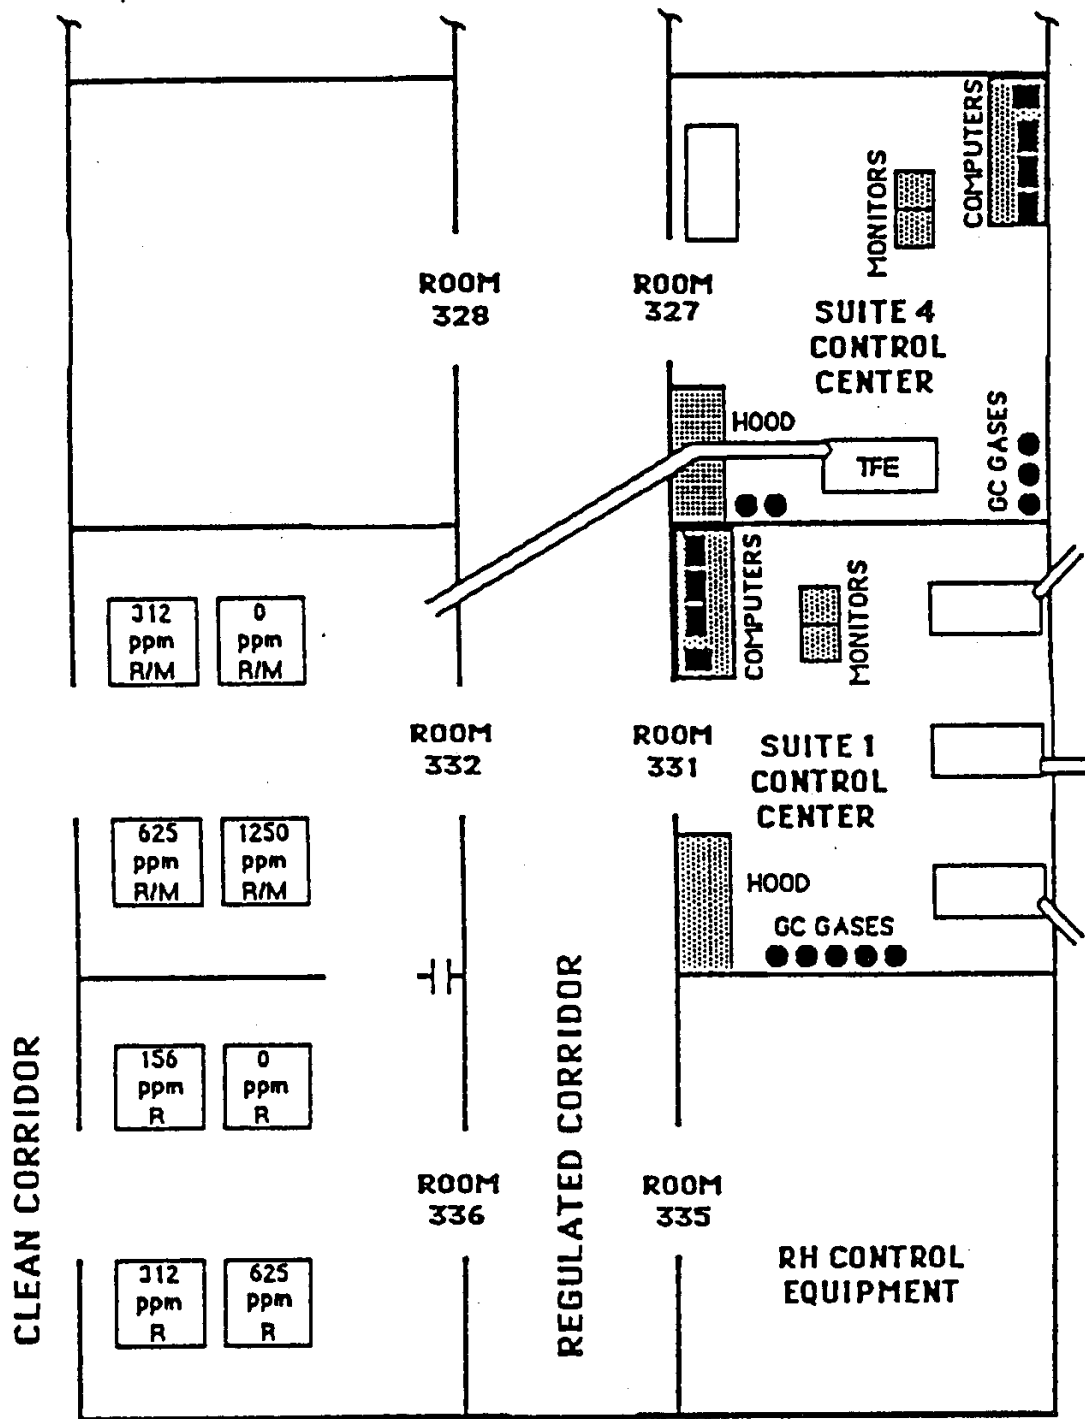 COMPUTERS
MONITORS
ROOM
328
ROOM
327
SUITE 4
CONTROL
CENTER
HOOD
GC GASES
TFE
COMPUTERS
MONITORS
312
ppm
R/M
0
ppm
R/M
ROOM
332
ROOM
331
SUITE 1
CONTROL
CENTER
625
ppm
R/M
1250
ppm
R/M
HOOD
GC GASES
CLEAN CORRIDOR
REGULATED CORRIDOR
156
ppm
R
0
ppm
R
ROOM
336
ROOM
335
312
ppm
R
625
ppm
R
RH CONTROL
EQUIPMENT